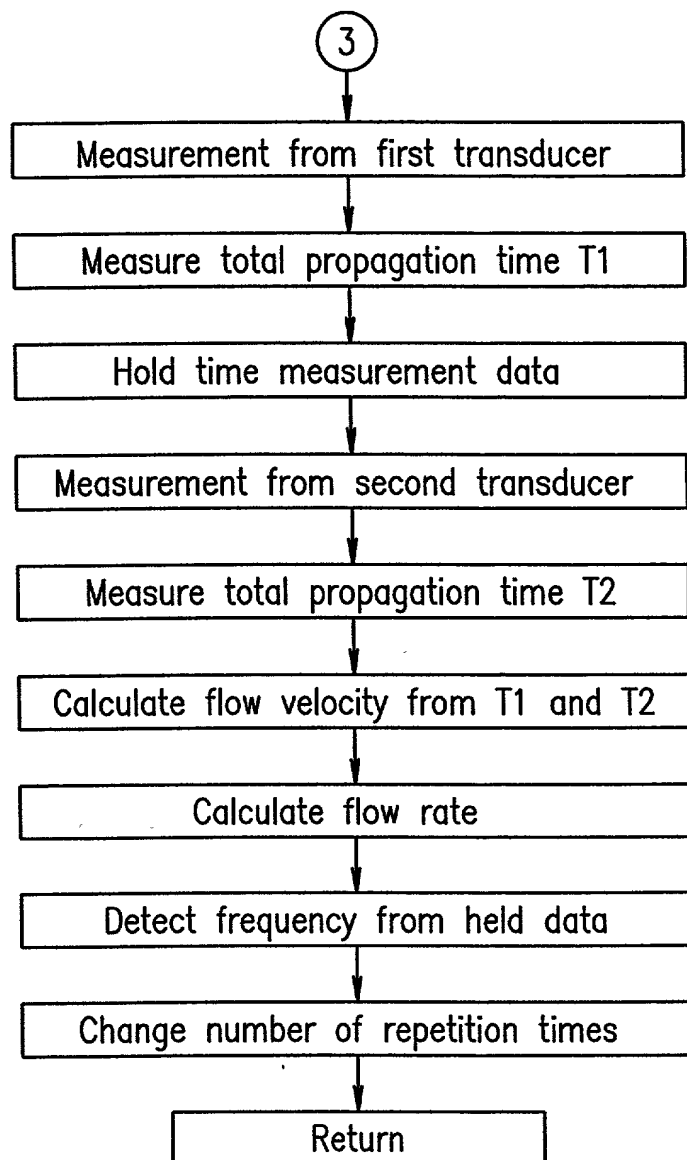 3
Measurement from first transducer
Measure total propagation time T1
Hold time measurement data
Measurement from second transducer
Measure total propagation time T2
Calculate flow velocity from T1 and T2
Calculate flow rate
Detect frequency from held data
Change number of repetition times
Return